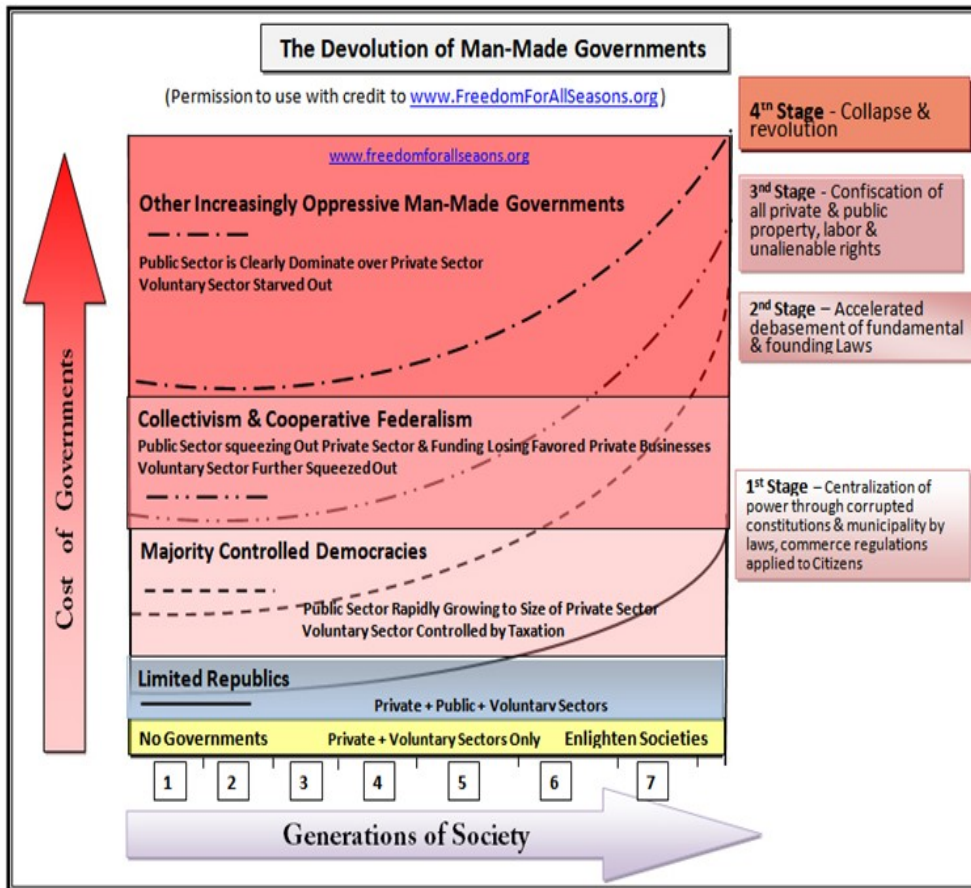 The Devolution of Man-Made Governments
(Permission to use with credit to www.FreedomForAllSeasons.org)
www.freedomforallseaons.org
Other Increasingly Oppressive Man-Made Governments
Public Sector is Clearly Dominate over Private Sector
Voluntary Sector Starved Out
Collectivism & Cooperative Federalism
Public Sector squeezing Out Private Sector & Funding Losing Favored Private Businesses
Voluntary Sector Further Squeezed Out
Majority Controlled Democracies
Public Sector Rapidly Growing to Size of Private Sector
Voluntary Sector Controlled by Taxation
Limited Republics
Private + Public + Voluntary Sectors
No Governments Private + Voluntary Sectors Only Enlighten Societies
1 2 3 4 5 6 7
Generations of Society
Cost of Governments
4th Stage - Collapse &
revolution
3nd Stage - Confiscation of
all private & public
property, labor &
unalienable rights
2nd Stage – Accelerated
debasement of fundamental
& founding Laws
1st Stage – Centralization of
power through corrupted
constitutions & municipality by
laws, commerce regulations
applied to Citizens